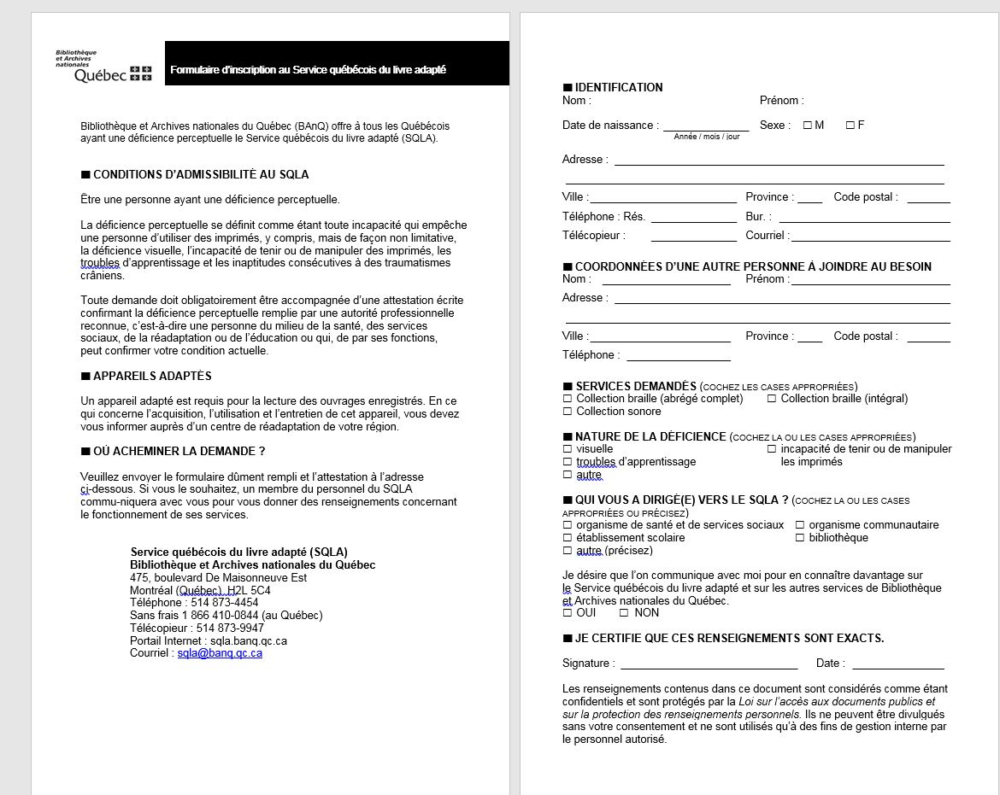 Bibliothèque
et Archives
nationales
Québec
Formulaire d'inscription au Service québécois du livre adapté
Bibliothèque et Archives nationales du Québec (BAnQ) offre à tous les Québécois
ayant une déficience perceptuelle le Service québécois du livre adapté (SQLA).
■ CONDITIONS D'ADMISSIBILITÉ AU SQLA
Être une personne ayant une déficience perceptuelle.
La déficience perceptuelle se définit comme étant toute incapacité qui empêche
une personne d'utiliser des imprimés, y compris, mais de façon non limitative,
la déficience visuelle, l'incapacité de tenir ou de manipuler des imprimés, les
troubles d'apprentissage et les inaptitudes consécutives à des traumatismes
crâniens.
Toute demande doit obligatoirement être accompagnée d'une attestation écrite
confirmant la déficience perceptuelle remplie par une autorité professionnelle
reconnue, c'est-à-dire une personne du milieu de la santé, des services
sociaux, de la réadaptation ou de l'éducation ou qui, de par ses fonctions,
peut confirmer votre condition actuelle.
■ APPAREILS ADAPTÉS
Un appareil adapté est requis pour la lecture des ouvrages enregistrés. En ce
qui concerne l'acquisition, l'utilisation et l'entretien de cet appareil, vous devez
vous informer auprès d'un centre de réadaptation de votre région.
■ OÙ ACHEMINER LA DEMANDE ?
Veuillez envoyer le formulaire dûment rempli et l'attestation à l'adresse
ci-dessous. Si vous le souhaitez, un membre du personnel du SQLA
commu-niquera avec vous pour vous donner des renseignements concernant
le fonctionnement de ses services.
Service québécois du livre adapté (SQLA)
Bibliothèque et Archives nationales du Québec
475, boulevard De Maisonneuve Est
Montréal (Québec) H2L 5C4
Téléphone : 514 873-4454
Sans frais 1 866 410-0844 (au Québec)
Télécopieur : 514 873-9947
Portail Internet : sqla.banq.qc.ca
Courriel : sqla@banq.qc.ca
■ IDENTIFICATION
Nom : Prénom :
Date de naissance : Sexe : ☐ M ☐ F
Année / mois / jour
Adresse :
Ville : Province : Code postal :
Téléphone : Rés. Bur. :
Télécopieur : Courriel :
■ COORDONNÉES D'UNE AUTRE PERSONNE À JOINDRE AU BESOIN
Nom : Prénom :
Adresse :
Ville : Province : Code postal :
Téléphone :
■ SERVICES DEMANDÉS (COCHEZ LES CASES APPROPRIÉES)
☐ Collection braille (abrégé complet) ☐ Collection braille (intégral)
☐ Collection sonore
■ NATURE DE LA DÉFICIENCE (COCHEZ LA OU LES CASES APPROPRIÉES)
☐ visuelle ☐ incapacité de tenir ou de manipuler
☐ troubles d'apprentissage les imprimés
☐ autre
■ QUI VOUS A DIRIGÉ(E) VERS LE SQLA ? (COCHEZ LA OU LES CASES
APPROPRIÉES OU PRÉCISEZ)
☐ organisme de santé et de services sociaux ☐ organisme communautaire
☐ établissement scolaire ☐ bibliothèque
☐ autre (précisez)
Je désire que l'on communique avec moi pour en connaître davantage sur
le Service québécois du livre adapté et sur les autres services de Bibliothèque
et Archives nationales du Québec.
☐ OUI ☐ NON
■ JE CERTIFIE QUE CES RENSEIGNEMENTS SONT EXACTS.
Signature : Date :
Les renseignements contenus dans ce document sont considérés comme étant
confidentiels et sont protégés par la Loi sur l'accès aux documents publics et
sur la protection des renseignements personnels. Ils ne peuvent être divulgués
sans votre consentement et ne sont utilisés qu'à des fins de gestion interne par
le personnel autorisé.